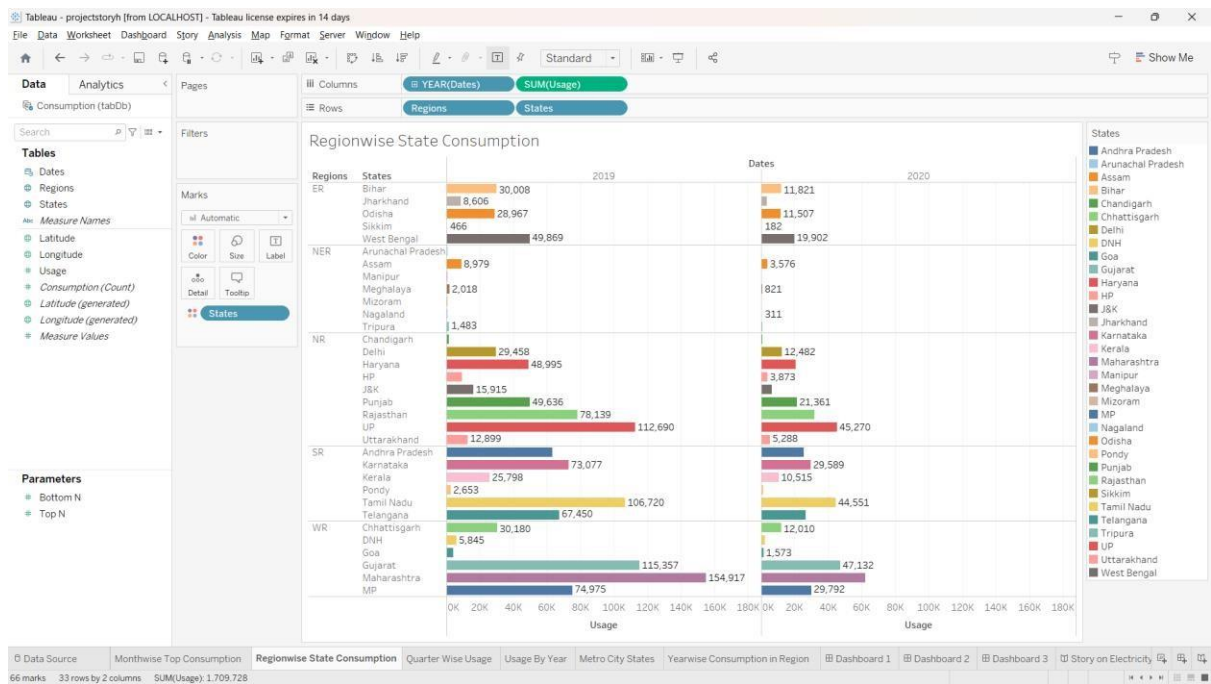 Tableau - projectstoryh [from LOCALHOST] - Tableau license expires in 14 days
File Data Worksheet Dashboard Story Analysis Map Format Server Window Help
Standard Show Me
Data Analytics
Consumption (tabDb)
Search
Tables
Dates
Regions
States
Abc Measure Names
Latitude
Longitude
Usage
Consumption (Count)
Latitude (generated)
Longitude (generated)
Measure Values
Parameters
Bottom N
Top N
Pages
Filters
Marks
Automatic
Color Size Label
Detail Tooltip
States
Columns YEAR(Dates) SUM(Usage)
Rows Regions States
Regionwise State Consumption
Dates
Regions States 2019 2020
ER Bihar 30,008 11,821
Jharkhand 8,606
Odisha 28,967 11,507
Sikkim 466 182
West Bengal 49,869 19,902
NER Arunachal Pradesh
Assam 8,979 3,576
Manipur
Meghalaya 2,018 821
Mizoram
Nagaland 311
Tripura 1,483
NR Chandigarh
Delhi 29,458 12,482
Haryana 48,995
HP 3,873
J&K 15,915
Punjab 49,636 21,361
Rajasthan 78,139
UP 112,690 45,270
Uttarakhand 12,899 5,288
SR Andhra Pradesh
Karnataka 73,077 29,589
Kerala 25,798 10,515
Pondy 2,653
Tamil Nadu 106,720 44,551
Telangana 67,450
WR Chhattisgarh 30,180 12,010
DNH 5,845
Goa 1,573
Gujarat 115,357 47,132
Maharashtra 154,917
MP 74,975 29,792
0K 20K 40K 60K 80K 100K 120K 140K 160K 180K 0K 20K 40K 60K 80K 100K 120K 140K 160K 180K
Usage Usage
States
Andhra Pradesh
Arunachal Pradesh
Assam
Bihar
Chandigarh
Chhattisgarh
Delhi
DNH
Goa
Gujarat
Haryana
HP
J&K
Jharkhand
Karnataka
Kerala
Maharashtra
Manipur
Meghalaya
Mizoram
MP
Nagaland
Odisha
Pondy
Punjab
Rajasthan
Sikkim
Tamil Nadu
Telangana
Tripura
UP
Uttarakhand
West Bengal
Data Source Monthwise Top Consumption Regionwise State Consumption Quarter Wise Usage Usage By Year Metro City States Yearwise Consumption in Region Dashboard 1 Dashboard 2 Dashboard 3 Story on Electricity
66 marks 33 rows by 2 columns SUM(Usage): 1,709,728